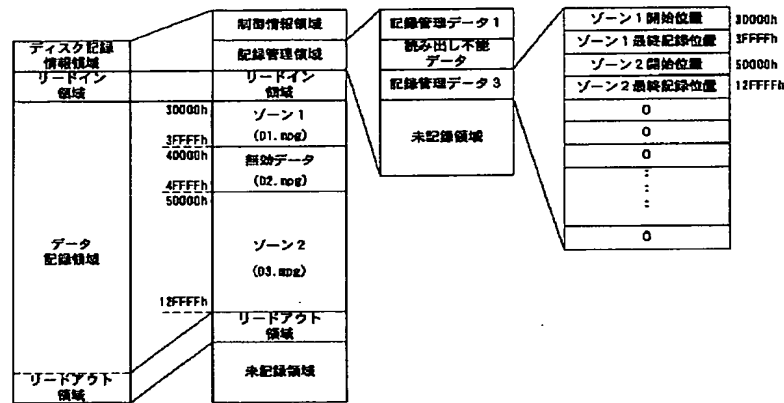 ディスク記録
情報領域
リードイン
領域
データ
記録領域
リードアウト
領域
制御情報領域
記録管理領域
リードイン
領域
30000h
ゾーン1
(D1.mpg)
3FFFFh
40000h
無効データ
(D2.mpg)
4FFFFh
50000h
ゾーン2
(D3.mpg)
12FFFFh
リードアウト
領域
未記録領域
記録管理データ1
読み出し不能
データ
記録管理データ3
未記録領域
ゾーン1開始位置 30000h
ゾーン1最終記録位置 3FFFFh
ゾーン2開始位置 50000h
ゾーン2最終記録位置 12FFFFh
0
0
0
0